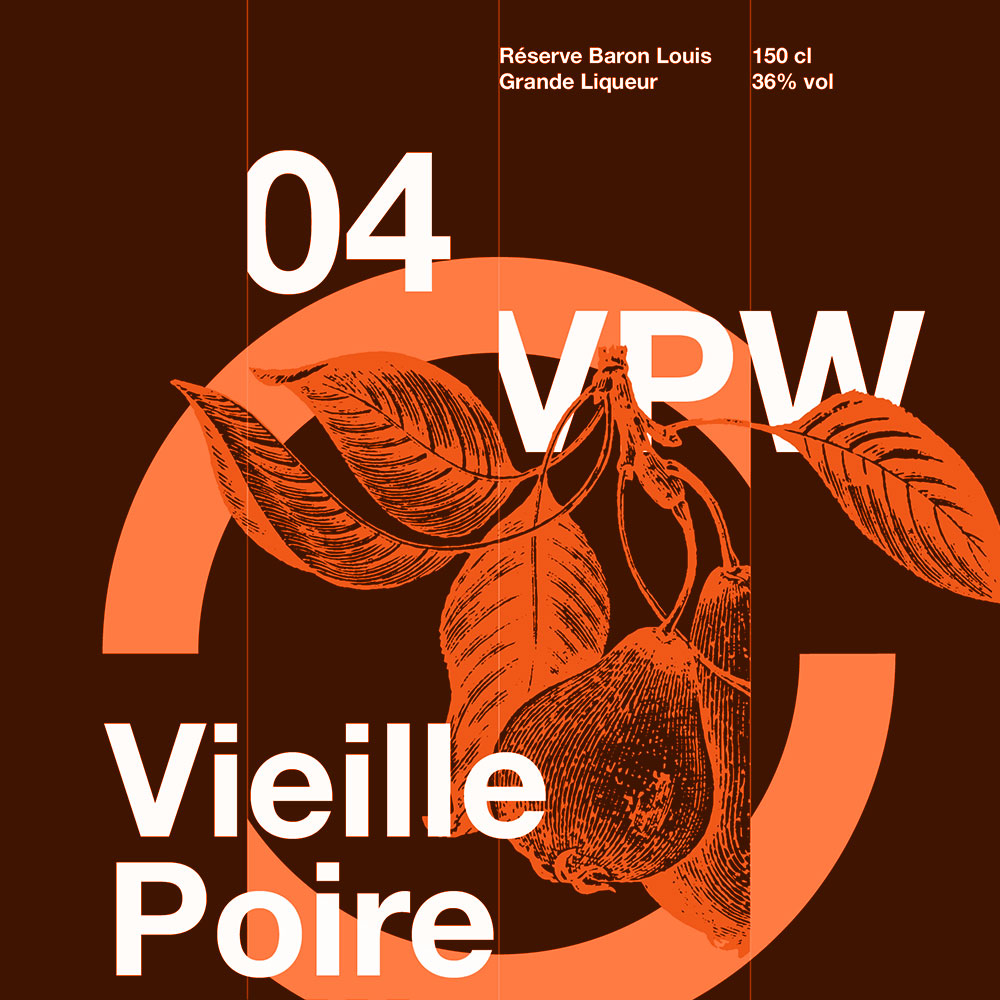 Réserve Baron Louis
Grande Liqueur
150 cl
36% vol
04
VPW
Vieille
Poire